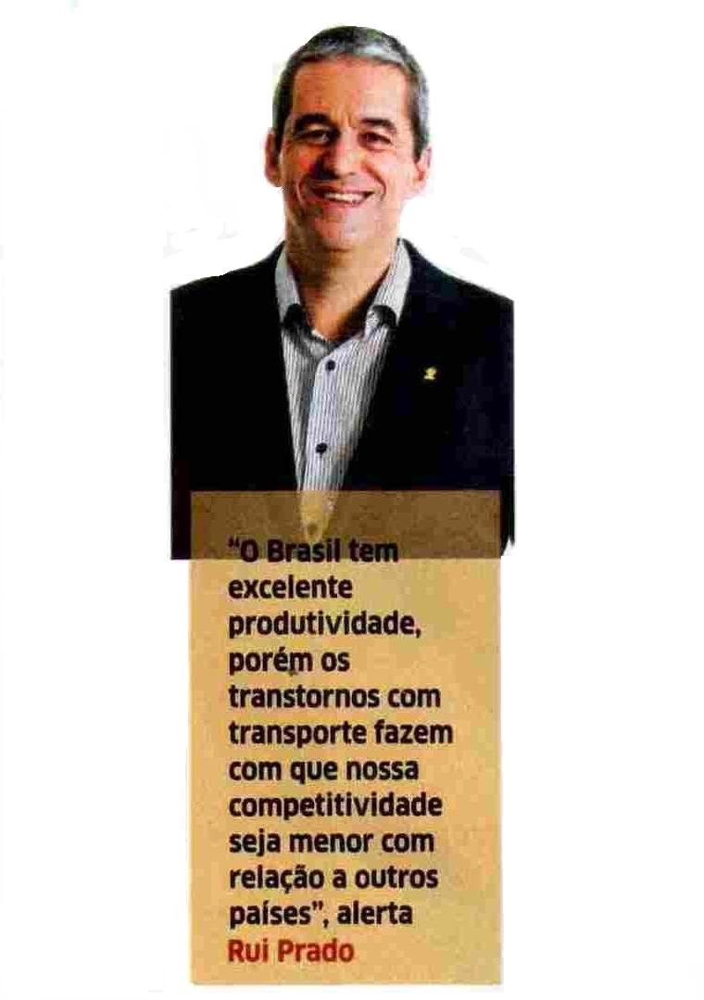 “O Brasil tem
excelente
produtividade,
porém os
transtornos com
transporte fazem
com que nossa
competitividade
seja menor com
relação a outros
países”, alerta
Rui Prado